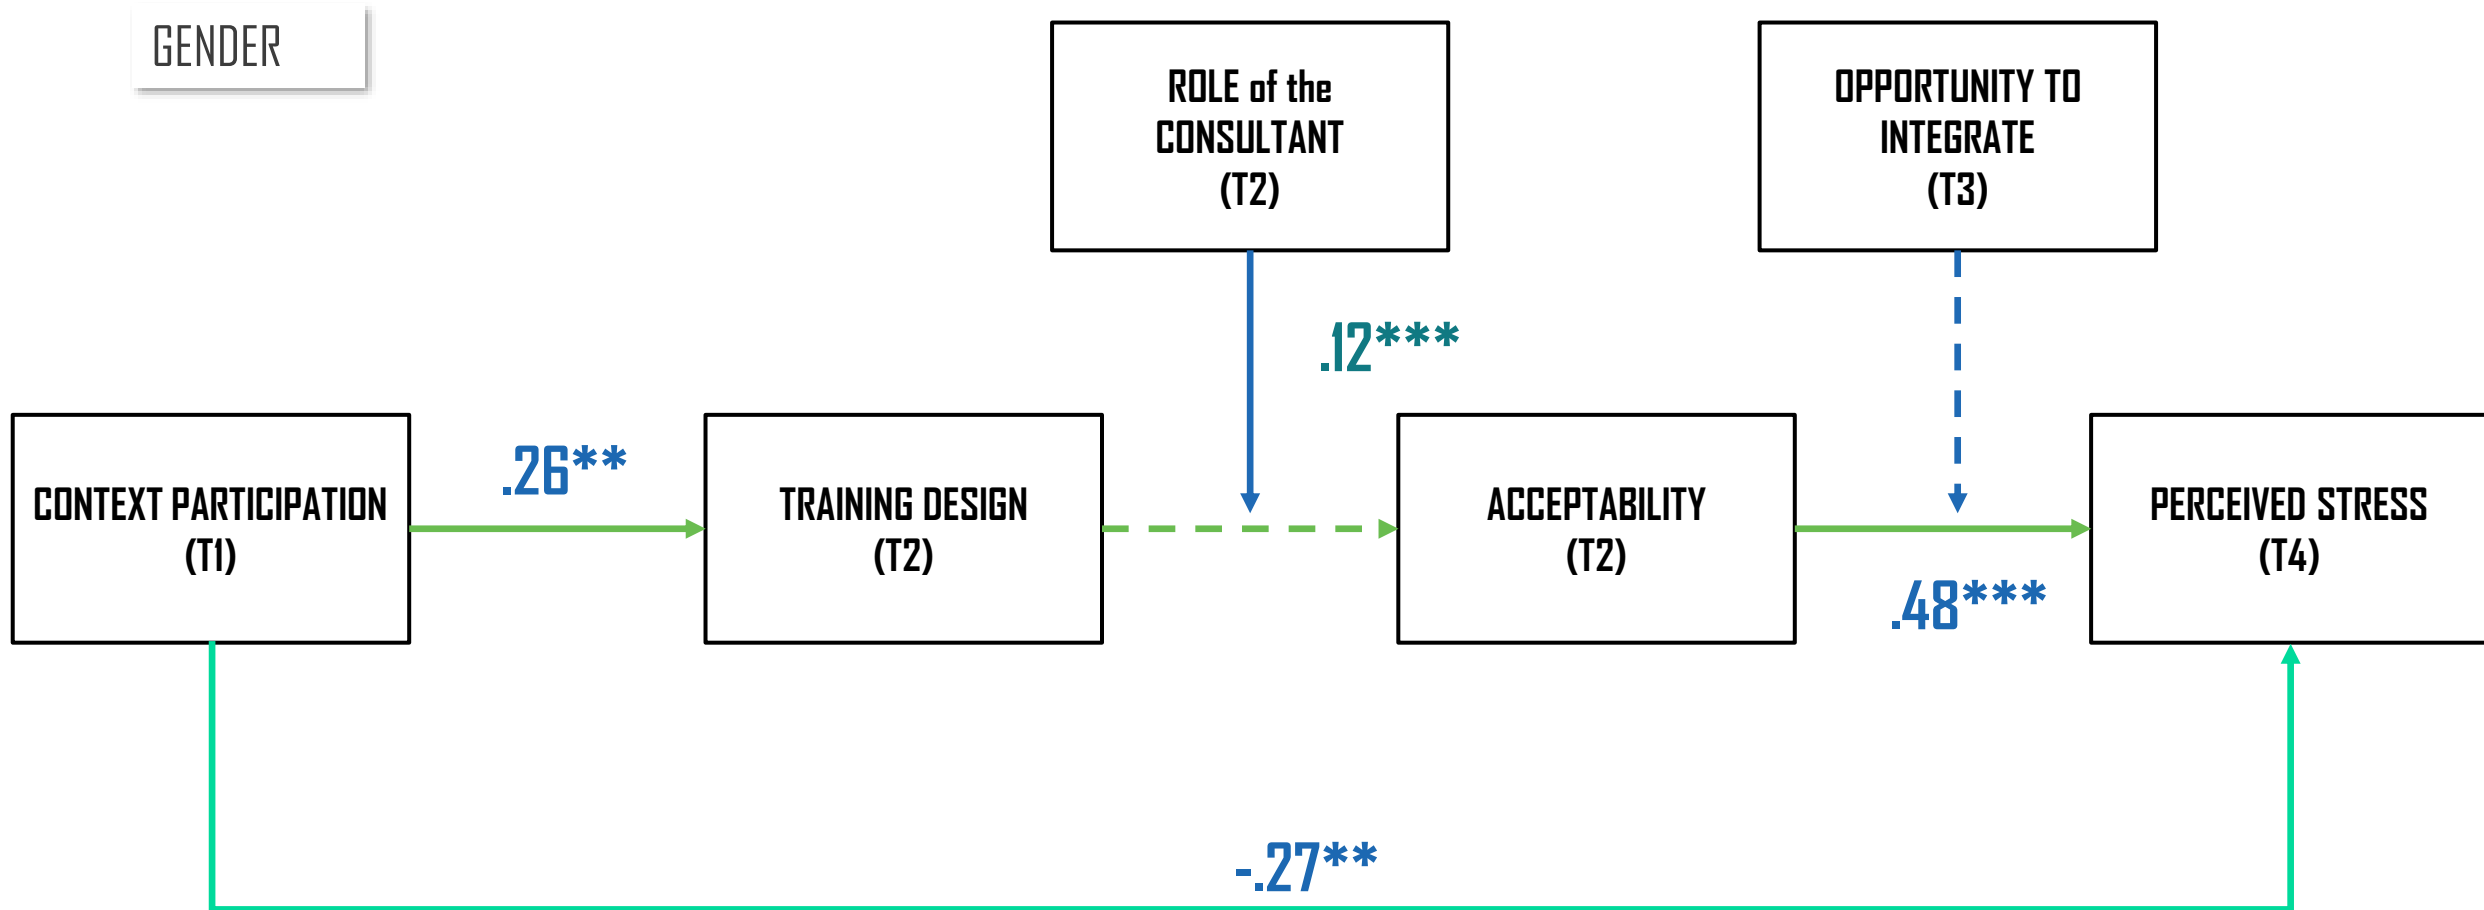 GENDER
ROLE of the
CONSULTANT
(T2)
OPPORTUNITY TO
INTEGRATE
(T3)
.12***
CONTEXT PARTICIPATION
(T1)
.26**
TRAINING DESIGN
(T2)
ACCEPTABILITY
(T2)
.48***
PERCEIVED STRESS
(T4)
-.27**